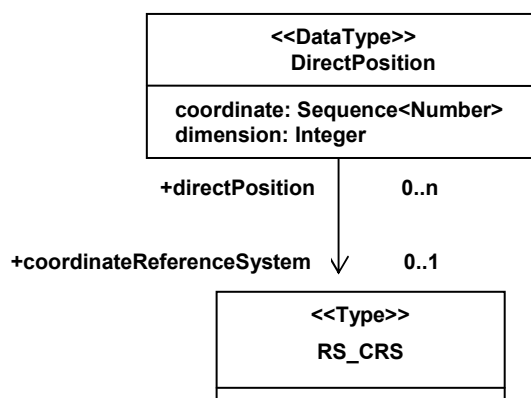 <<DataType>>
DirectPosition
coordinate: Sequence<Number>
dimension: Integer
+directPosition 0..n
+coordinateReferenceSystem 0..1
<<Type>>
RS_CRS